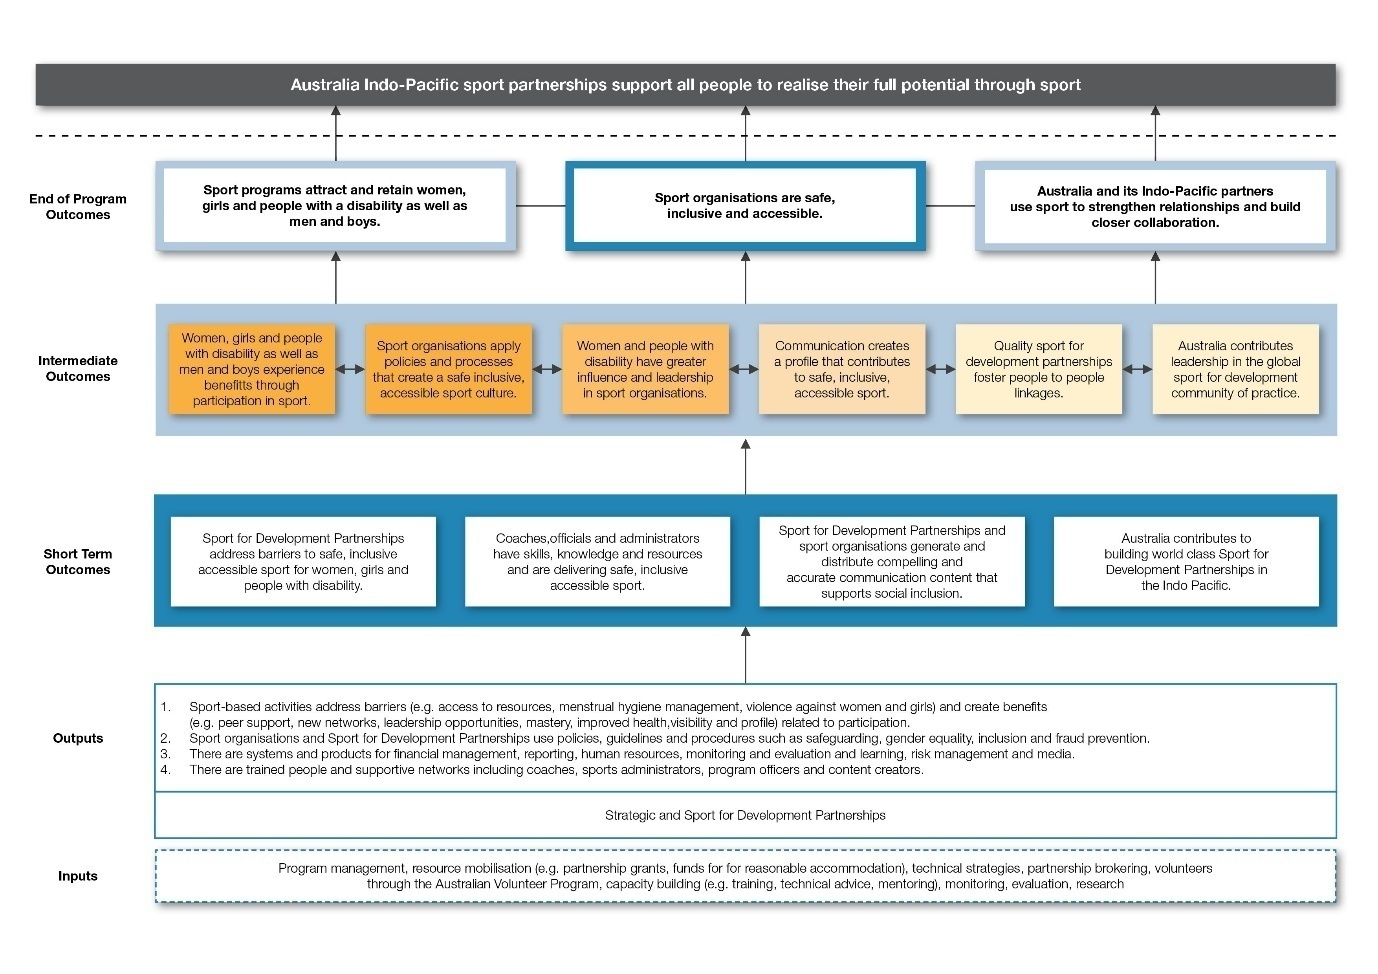 Australia Indo-Pacific sport partnerships support all people to realise their full potential through sport
End of Program
Outcomes
Sport programs attract and retain women,
girls and people with a disability as well as
men and boys.
Sport organisations are safe,
inclusive and accessible.
Australia and its Indo-Pacific partners
use sport to strengthen relationships and build
closer collaboration.
Intermediate
Outcomes
Women, girls and people
with disability as well as
men and boys experience
benefitts through
participation in sport.
Sport organisations apply
policies and processes
that create a safe inclusive,
accessible sport culture.
Women and people with
disability have greater
influence and leadership
in sport organisations.
Communication creates
a profile that contributes
to safe, inclusive,
accessible sport.
Quality sport for
development partnerships
foster people to people
linkages.
Australia contributes
leadership in the global
sport for development
community of practice.
Short Term
Outcomes
Sport for Development Partnerships
address barriers to safe, inclusive
accessible sport for women, girls and
people with disability.
Coaches,officials and administrators
have skills, knowledge and resources
and are delivering safe, inclusive
accessible sport.
Sport for Development Partnerships and
sport organisations generate and
distribute compelling and
accurate communication content that
supports social inclusion.
Australia contributes to
building world class Sport for
Development Partnerships in
the Indo Pacific.
Outputs
1. Sport-based activities address barriers (e.g. access to resources, menstrual hygiene management, violence against women and girls) and create benefits
(e.g. peer support, new networks, leadership opportunities, mastery, improved health,visibility and profile) related to participation.
2. Sport organisations and Sport for Development Partnerships use policies, guidelines and procedures such as safeguarding, gender equality, inclusion and fraud prevention.
3. There are systems and products for financial management, reporting, human resources, monitoring and evaluation and learning, risk management and media.
4. There are trained people and supportive networks including coaches, sports administrators, program officers and content creators.
Strategic and Sport for Development Partnerships
Inputs
Program management, resource mobilisation (e.g. partnership grants, funds for for reasonable accommodation), technical strategies, partnership brokering, volunteers
through the Australian Volunteer Program, capacity building (e.g. training, technical advice, mentoring), monitoring, evaluation, research